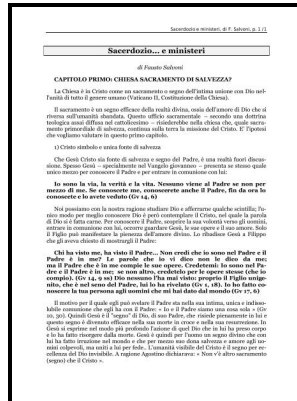 Sacerdozio e ministeri, di F. Salvoni, p. 1 /1
Sacerdozio... e ministeri
di Fausto Salvoni
CAPITOLO PRIMO: CHIESA SACRAMENTO DI SALVEZZA?
La Chiesa è in Cristo come un sacramento o segno dell'intima unione con Dio nel-
l'unità di tutto il genere umano (Vaticano II, Costituzione della Chiesa).
Il sacramento è un segno efficace della realtà divina, ossia dell'amore di Dio che si
riversa sull'umanità sbandata. Questo ufficio sacramentale – secondo una dottrina
teologica assai diffusa nel cattolicesimo – risiederebbe nella chiesa che, quale sacra-
mento primordiale di salvezza, continua sulla terra la missione del Cristo. E' l'ipotesi
che vogliamo valutare in questo primo capitolo.
1) Cristo simbolo e unica fonte di salvezza
Che Gesù Cristo sia fonte di salvezza e segno del Padre, è una realtà fuori discus-
sione. Spesso Gesù – specialmente nel Vangelo giovanneo – presenta se stesso quale
unico mezzo per conoscere il Padre e per entrare in comunione con lui:
Io sono la via, la verità e la vita. Nessuno viene al Padre se non per
mezzo di me. Se conoscete me, conoscerete anche il Padre, fin da ora lo
conoscete e lo avete veduto (Gv 14, 6)
Noi possiamo con la nostra ragione studiare Dio e afferrarne qualche scintilla; l'u-
nico modo per meglio conoscere Dio è però contemplare il Cristo, nel quale la parola
di Dio si è fatta carne. Per conoscere il Padre, scoprire la sua volontà verso gli uomini,
entrare in comunione con lui, occorre guardare Gesù, le sue opere e il suo amore. Solo
il Figlio può manifestare in pienezza dell'amore divino. Lo ribadisce Gesù a Filippo
che gli aveva chiesto di mostrargli il Padre:
Chi ha visto me, ha visto il Padre... Non credi che io sono nel Padre e il
Padre è in me? Le parole che io vi dico non le dico da
me; ma il Padre che è in me compie le sue opere. Credetemi: Io sono nel Pa-
dre e il Padre è in me; se non altro, credetelo per le opere stesse (che io
compio). (Gv 14, 9 ss) Dio nessuno l'ha mai visto: proprio il Figlio unige-
nito, che è nel seno del Padre, lui lo ha rivelato (Gv 1, 18). Io ho fatto co-
noscere la tua persona agli uomini che mi hai dato dal mondo (Gv 17, 6)
Il motivo per il quale egli può svelare il Padre sta nella sua intima, unica e indisso-
lubile comunione che egli ha con il Padre: « Io e il Padre siamo una cosa sola » (Gv
10, 30). Quindi Gesù è il "segno" di Dio, il suo Padre, che risiede pienamente in lui e
questo segno è divenuto efficace nella sua morte in croce e nella sua resurrezione. In
Gesù si esprime nel modo più profondo l'azione di quel Dio che in lui ha preso corpo
e lo ha fatto risorgere dalla morte. Gesù è quindi per l'uomo un segno divino che con
lui ha fatto irruzione nel mondo e che per mezzo suo dona salvezza e amore agli uo-
mini colpevoli, ma uniti a lui per fede.. L'umanità visibile del Cristo è il segno per ec-
cellenza del Dio invisibile. A ragione Agostino dichiarava: « Non v'è altro sacramento
(segno) che il Cristo ».